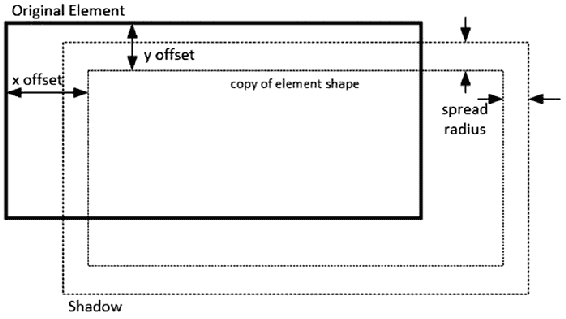 Original Element
y offset
x offset
copy of element shape
spread
radius
Shadow